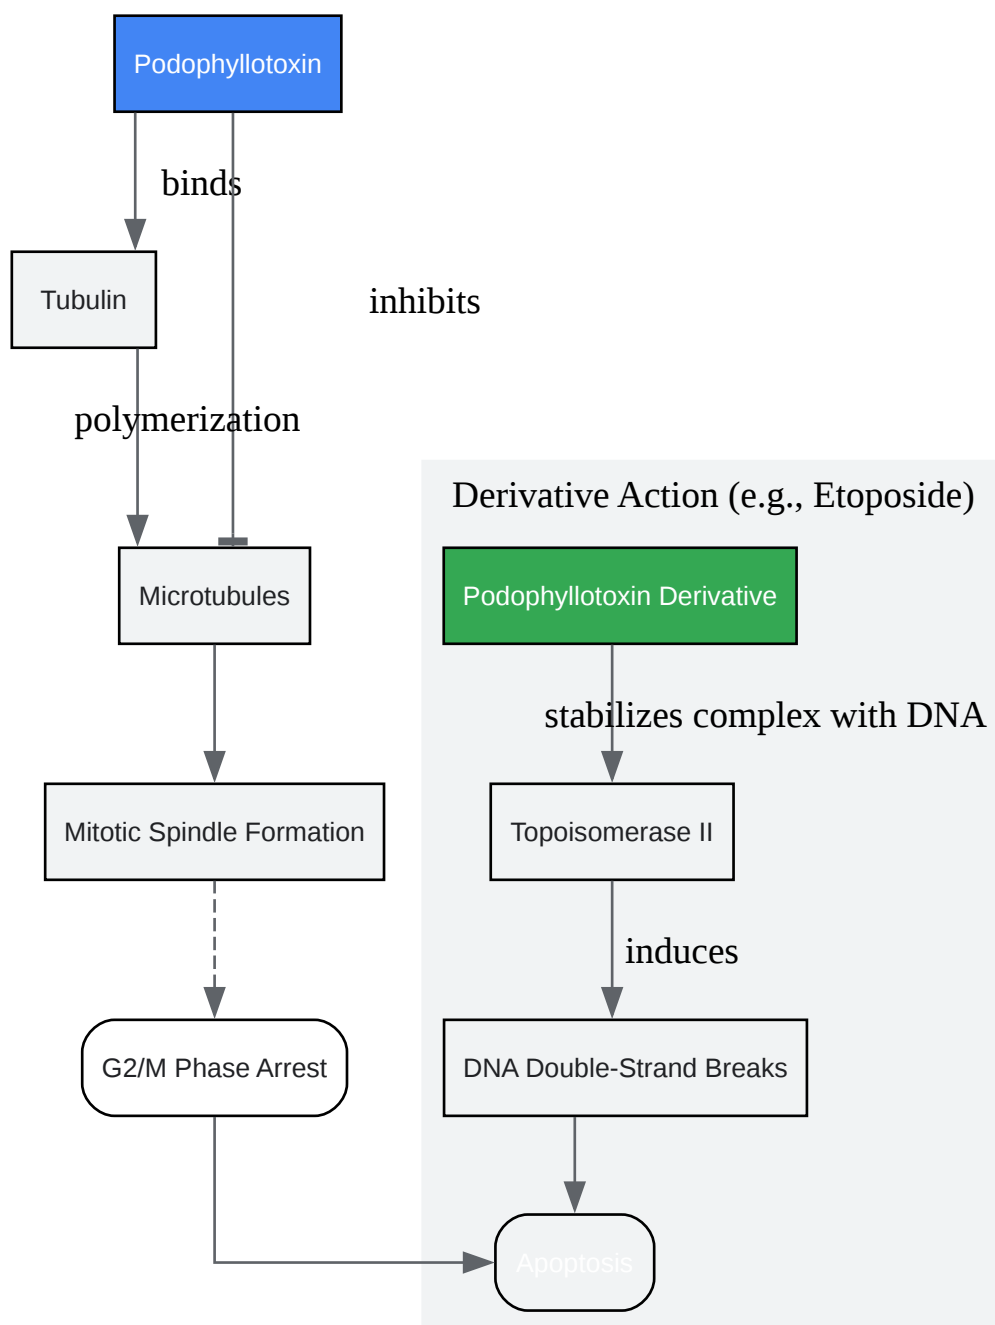 Podophyllotoxin
binds
Tubulin
inhibits
polymerization
Derivative Action (e.g., Etoposide)
Microtubules
Podophyllotoxin Derivative
stabilizes complex with DNA
Mitotic Spindle Formation
Topoisomerase II
induces
G2/M Phase Arrest
DNA Double-Strand Breaks
Apoptosis